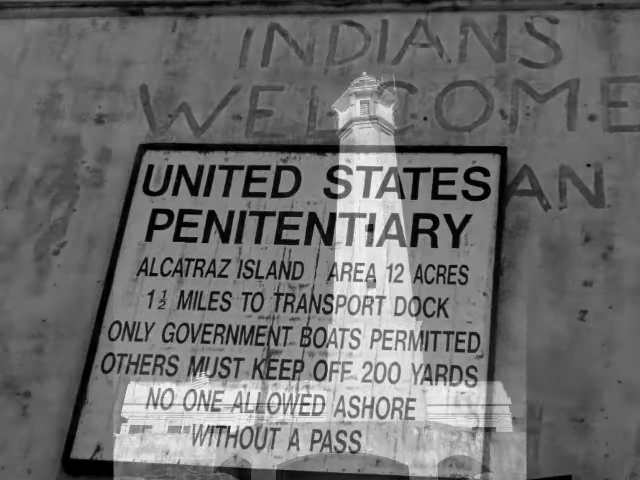 INDIANS
WELCOME
AN
UNITED STATES
PENITENTIARY
ALCATRAZ ISLAND AREA 12 ACRES
1½ MILES TO TRANSPORT DOCK
ONLY GOVERNMENT BOATS PERMITTED
OTHERS MUST KEEP OFF 200 YARDS
NO ONE ALLOWED ASHORE
WITHOUT A PASS